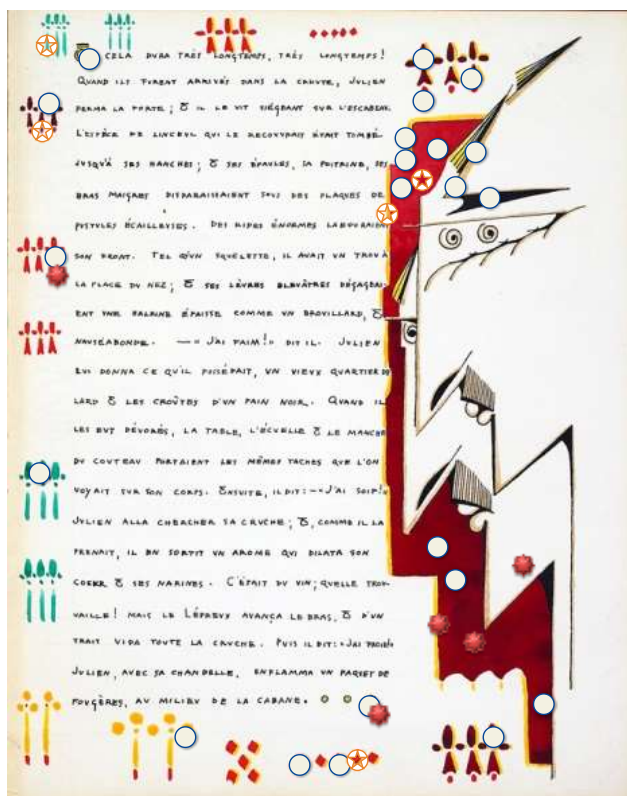 CELA DURA TRÈS LONGTEMPS, TRÈS LONGTEMPS!
QUAND ILS FURENT ARRIVÉS DANS LA CAHUTE, JULIEN
FERMA LA PORTE; & IL LE VIT SIÉGEANT SUR L'ESCABEAU.
L'ESPÈCE DE LINCEUL QUI LE RECOUVRAIT ÉTAIT TOMBÉ
JUSQU'À SES HANCHES; & SES ÉPAULES, SA POITRINE, SES
BRAS MAIGRES DISPARAISSAIENT SOUS DES PLAQUES DE
PUSTULES ÉCAILLEUSES. DES RIDES ÉNORMES LABOURAIENT
SON FRONT. TEL QU'UN SQUELETTE, IL AVAIT UN TROU À
LA PLACE DU NEZ; & SES LÈVRES BLEUÂTRES DÉGAGEAI-
ENT UNE HALEINE ÉPAISSE COMME UN BROUILLARD, &
NAUSÉABONDE. —« J'AI FAIM!» DIT IL. JULIEN
LUI DONNA CE QU'IL POSSÉDAIT, UN VIEUX QUARTIER DE
LARD & LES CROÛTES D'UN PAIN NOIR. QUAND IL
LES EUT DÉVORÉS, LA TABLE, L'ÉCUELLE & LE MANCHE
DU COUTEAU PORTAIENT LES MÊMES TACHES QUE L'ON
VOYAIT SUR SON CORPS. ENSUITE, IL DIT: —«J'AI SOIF!»
JULIEN ALLA CHERCHER SA CRUCHE; &, COMME IL LA
PRENAIT, IL EN SORTIT UN AROME QUI DILATA SON
COEUR & SES NARINES. C'ÉTAIT DU VIN; QUELLE TROU-
VAILLE! MAIS LE LÉPREUX AVANÇA LE BRAS, & D'UN
TRAIT VIDA TOUTE LA CRUCHE. PUIS IL DIT: «J'AI FROID!»
JULIEN, AVEC SA CHANDELLE, ENFLAMMA UN PAQUET DE
FOUGÈRES, AU MILIEU DE LA CABANE.